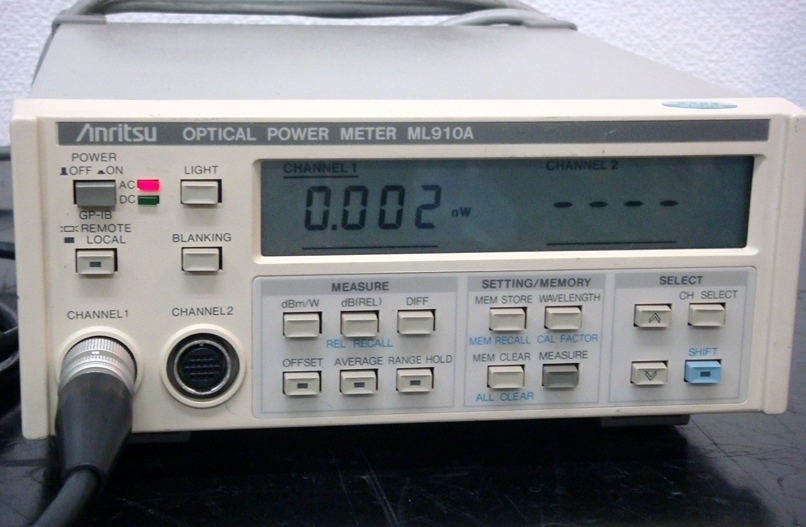 Anritsu OPTICAL POWER METER ML910A
POWER
OFF ON
AC
DC
LIGHT
GP-IB
REMOTE
LOCAL
BLANKING
CHANNEL 1
0.002 nW
CHANNEL 2
- - - -
CHANNEL1
CHANNEL2
MEASURE
dBm/W dB(REL) DIFF
REL RECALL
OFFSET AVERAGE RANGE HOLD
SETTING/MEMORY
MEM STORE WAVELENGTH
MEM RECALL CAL FACTOR
MEM CLEAR MEASURE
ALL CLEAR
SELECT
CH SELECT
SHIFT